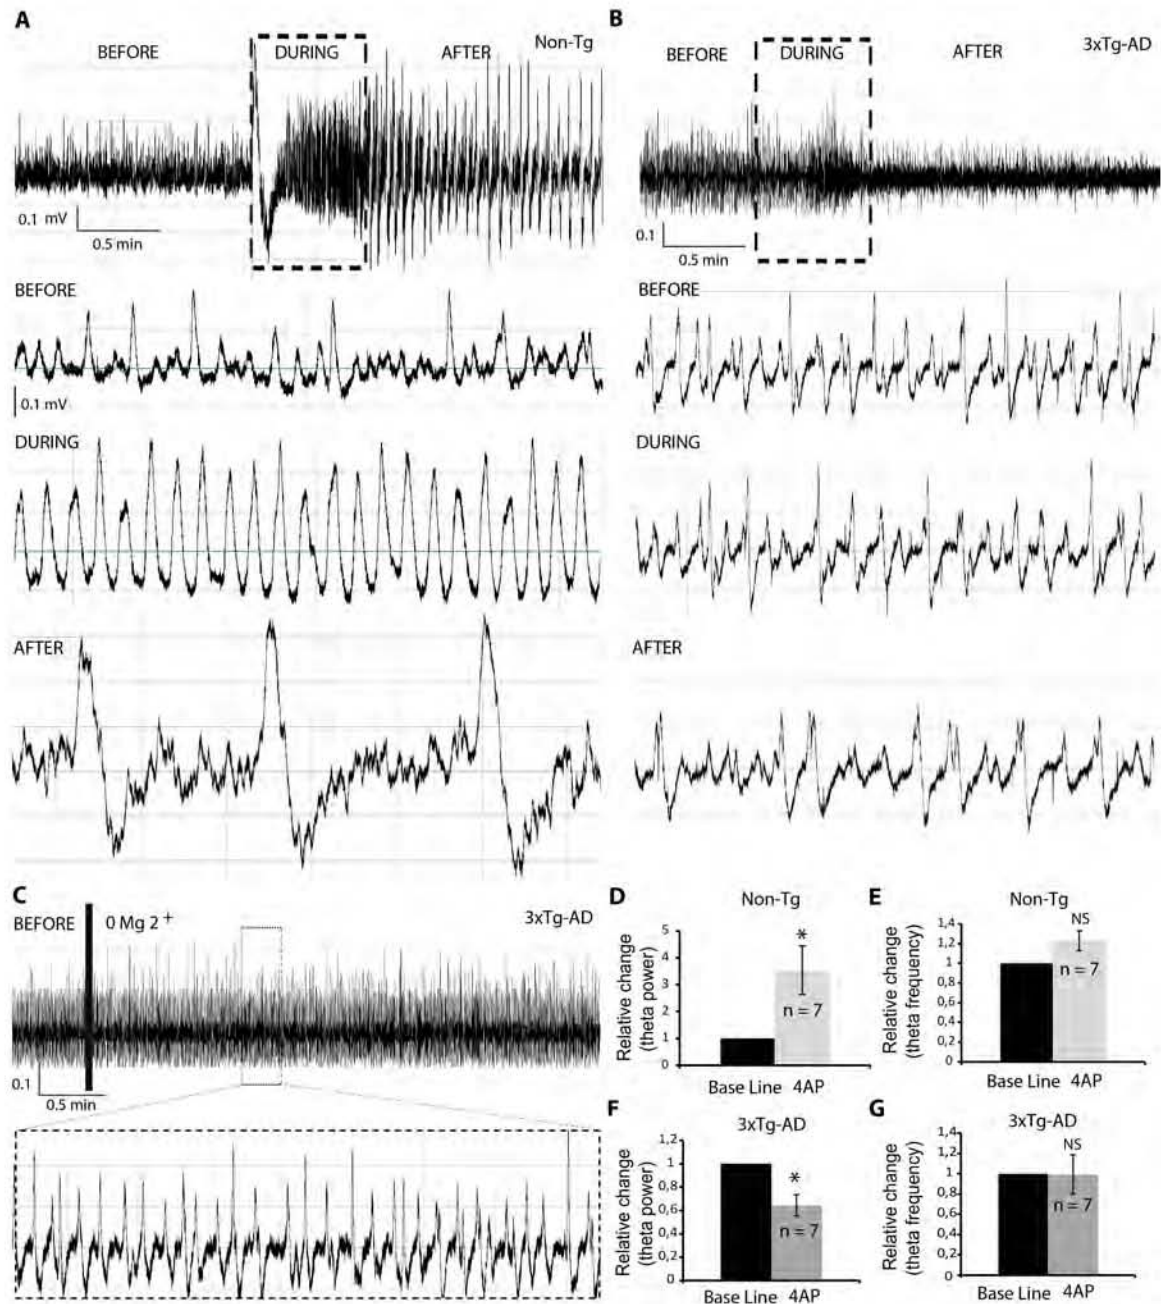 A
BEFORE
DURING
AFTER
Non-Tg
0.1 mV
0.5 min
BEFORE
0.1 mV
DURING
AFTER
B
BEFORE
DURING
AFTER
3xTg-AD
0.1
0.5 min
BEFORE
DURING
AFTER
C
BEFORE
0 Mg 2+
3xTg-AD
0.1
0.5 min
D
Non-Tg
Relative change
(theta power)
5
4
3
2
1
0
*
n = 7
Base Line 4AP
E
Non-Tg
Relative change
(theta frequency)
1,4
1,2
1
0,8
0,6
0,4
0,2
0
NS
n = 7
Base Line 4AP
F
3xTg-AD
Relative change
(theta power)
1,2
1
0,8
0,6
0,4
0,2
0
*
n = 7
Base Line 4AP
G
3xTg-AD
Relative change
(theta frequency)
1,4
1,2
1
0,8
0,6
0,4
0,2
0
NS
n = 7
Base Line 4AP